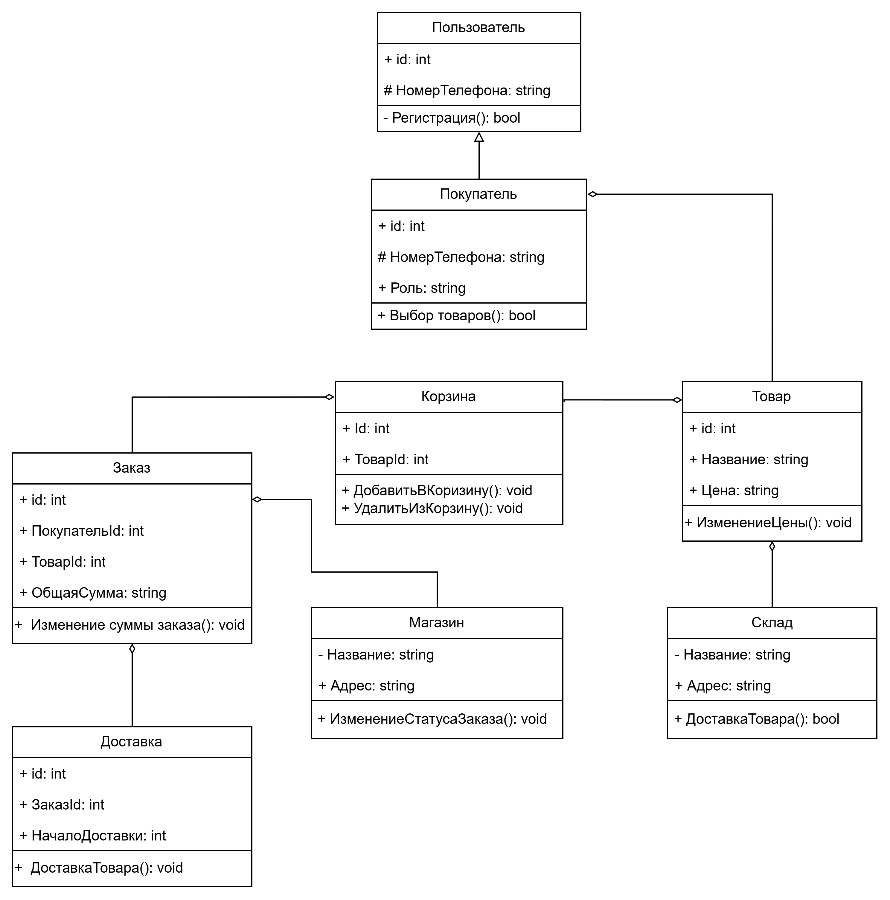 Пользователь
+ id: int
# НомерТелефона: string
- Регистрация(): bool
Покупатель
+ id: int
# НомерТелефона: string
+ Роль: string
+ Выбор товаров(): bool
Корзина
+ Id: int
+ ТоварId: int
+ ДобавитьВКоризину(): void
+ УдалитьИзКорзину(): void
Товар
+ id: int
+ Название: string
+ Цена: string
+ ИзменениеЦены(): void
Заказ
+ id: int
+ ПокупательId: int
+ ТоварId: int
+ ОбщаяСумма: string
+ Изменение суммы заказа(): void
Магазин
- Название: string
+ Адрес: string
+ ИзменениеСтатусаЗаказа(): void
Склад
- Название: string
+ Адрес: string
+ ДоставкаТовара(): bool
Доставка
+ id: int
+ ЗаказId: int
+ НачалоДоставки: int
+ ДоставкаТовара(): void